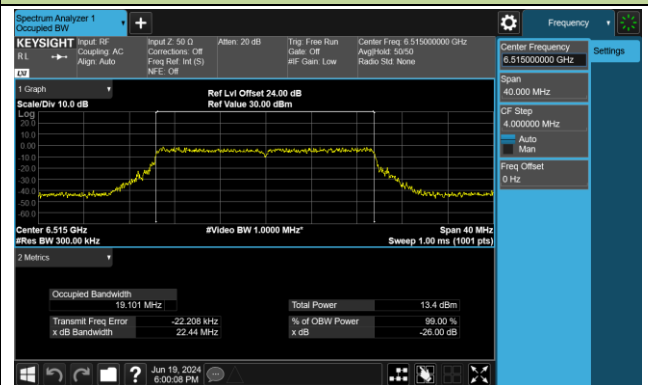 Spectrum Analyzer 1
Occupied BW
Frequency
KEYSIGHT
R L
LXI
Input: RF
Coupling: AC
Align: Auto
Input Z: 50 Ω
Corrections: Off
Freq Ref: Int (S)
NFE: Off
Atten: 20 dB
Trig: Free Run
Gate: Off
#IF Gain: Low
Center Freq: 6.515000000 GHz
Avg|Hold: 50/50
Radio Std: None
Center Frequency
6.515000000 GHz
Settings
Span
40.000 MHz
CF Step
4.000000 MHz
Auto
Man
Freq Offset
0 Hz
1 Graph
Scale/Div 10.0 dB
Ref Lvl Offset 24.00 dB
Ref Value 30.00 dBm
Log
20.0
10.0
0.00
-10.0
-20.0
-30.0
-40.0
-50.0
-60.0
Center 6.515 GHz
#Res BW 300.00 kHz
#Video BW 1.0000 MHz*
Span 40 MHz
Sweep 1.00 ms (1001 pts)
2 Metrics
Occupied Bandwidth
19.101 MHz
Total Power 13.4 dBm
Transmit Freq Error -22.208 kHz % of OBW Power 99.00 %
x dB Bandwidth 22.44 MHz x dB -26.00 dB
?
Jun 19, 2024
6:00:08 PM